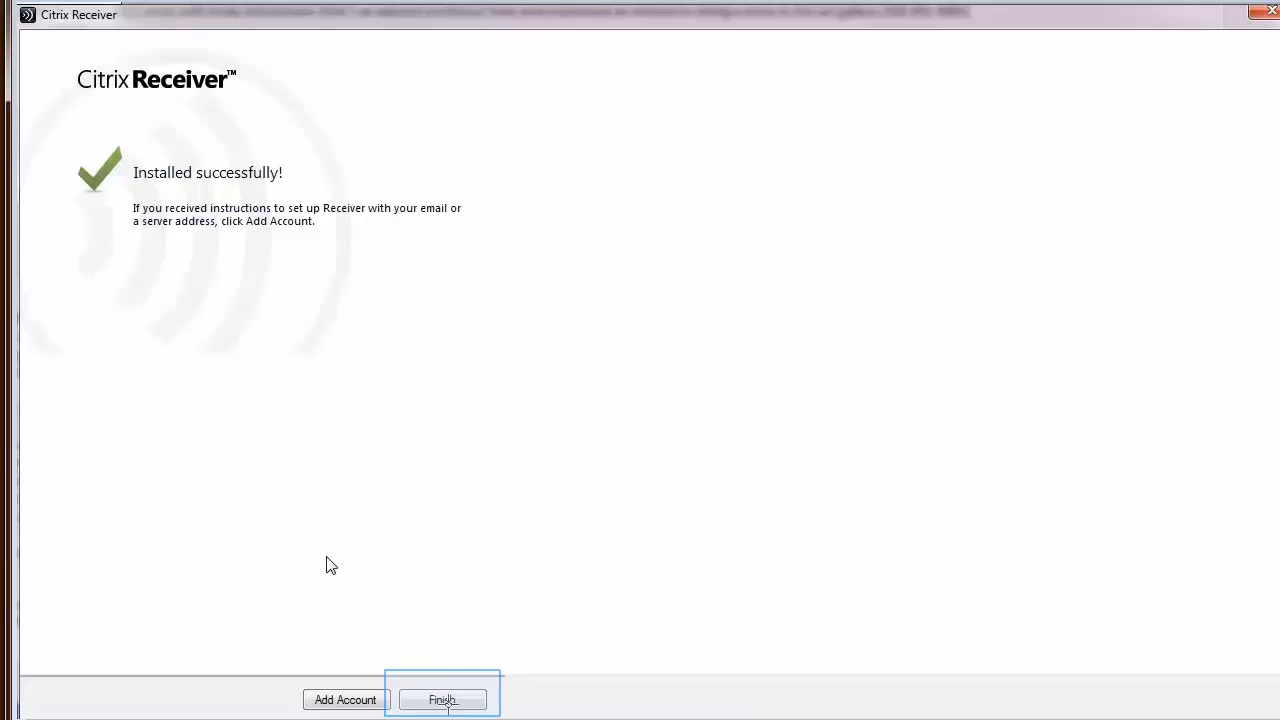 Citrix Receiver
Citrix Receiver™
Installed successfully!
If you received instructions to set up Receiver with your email or
a server address, click Add Account.
Add Account
Finish